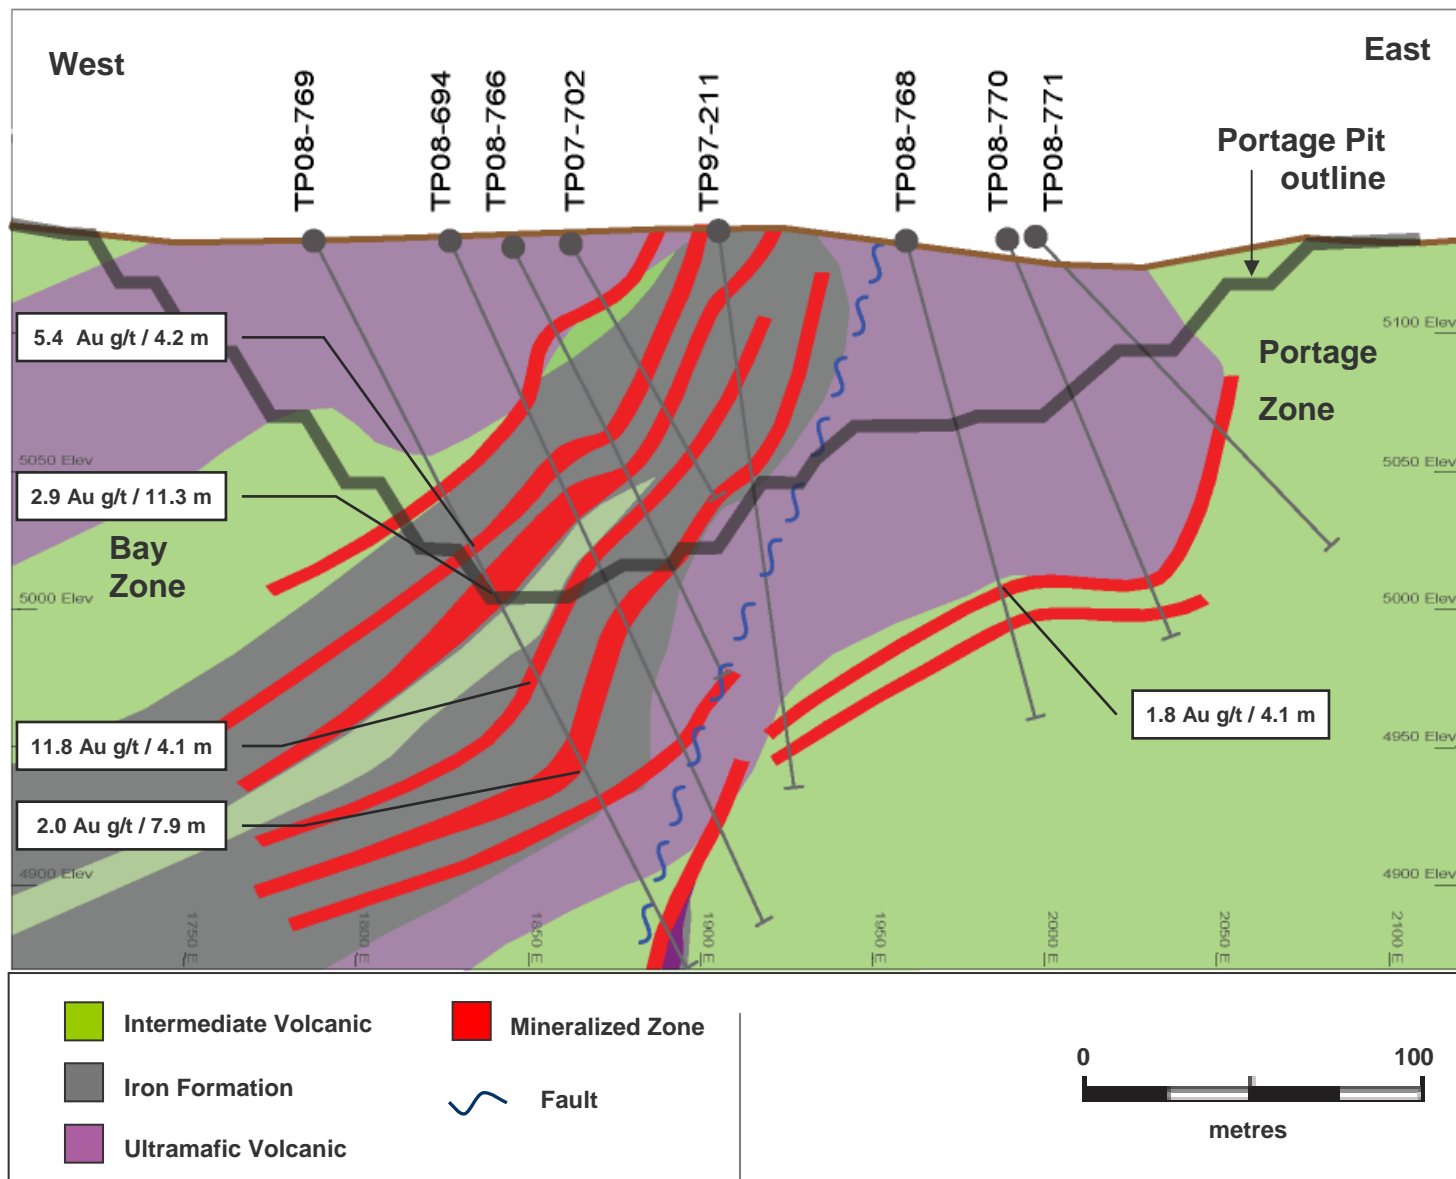 West
East
TP08-769
TP08-694
TP08-766
TP07-702
TP97-211
TP08-768
TP08-770
TP08-771
Portage Pit
outline
5.4 Au g/t / 4.2 m
5100 Elev
Portage
Zone
5050 Elev
5050 Elev
2.9 Au g/t / 11.3 m
Bay
Zone
5000 Elev
5000 Elev
1.8 Au g/t / 4.1 m
11.8 Au g/t / 4.1 m
4950 Elev
2.0 Au g/t / 7.9 m
4900 Elev
4900 Elev
1750 E
1800 E
1850 E
1900 E
1950 E
2000 E
2050 E
2100 E
Intermediate Volcanic
Mineralized Zone
Iron Formation
Fault
Ultramafic Volcanic
0 100
metres